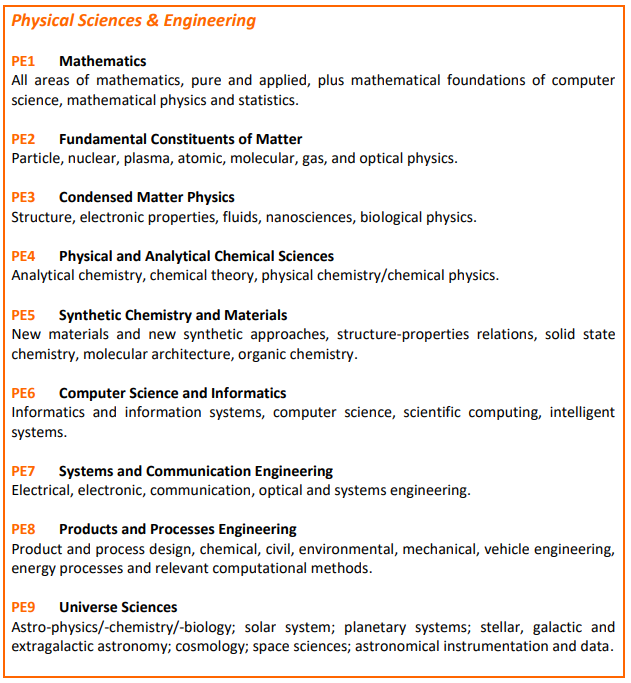 Physical Sciences & Engineering
PE1 Mathematics
All areas of mathematics, pure and applied, plus mathematical foundations of computer
science, mathematical physics and statistics.
PE2 Fundamental Constituents of Matter
Particle, nuclear, plasma, atomic, molecular, gas, and optical physics.
PE3 Condensed Matter Physics
Structure, electronic properties, fluids, nanosciences, biological physics.
PE4 Physical and Analytical Chemical Sciences
Analytical chemistry, chemical theory, physical chemistry/chemical physics.
PE5 Synthetic Chemistry and Materials
New materials and new synthetic approaches, structure-properties relations, solid state
chemistry, molecular architecture, organic chemistry.
PE6 Computer Science and Informatics
Informatics and information systems, computer science, scientific computing, intelligent
systems.
PE7 Systems and Communication Engineering
Electrical, electronic, communication, optical and systems engineering.
PE8 Products and Processes Engineering
Product and process design, chemical, civil, environmental, mechanical, vehicle engineering,
energy processes and relevant computational methods.
PE9 Universe Sciences
Astro-physics/-chemistry/-biology; solar system; planetary systems; stellar, galactic and
extragalactic astronomy; cosmology; space sciences; astronomical instrumentation and data.